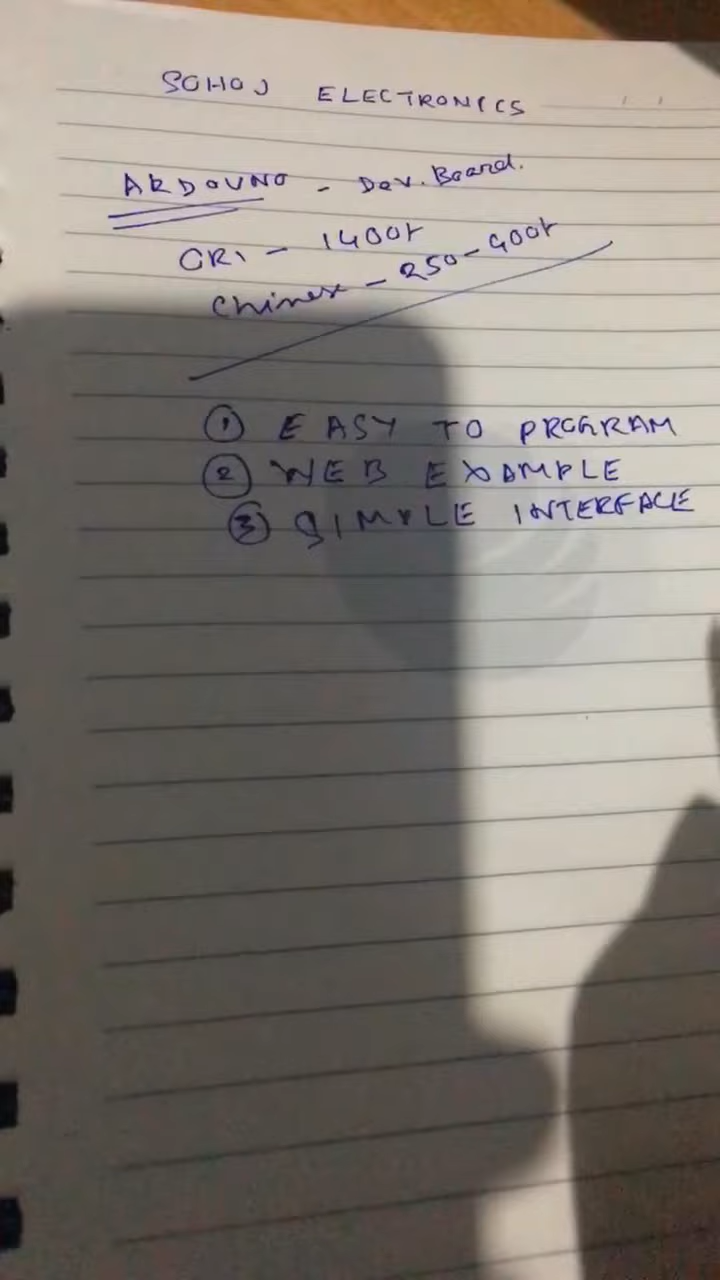 SOHOJ ELECTRONICS
ARDOUNO - Dev. Board.
ORI - 1400৳
Chinese - 250-400৳
① EASY TO PROGRAM
② WEB EXAMPLE
③ SIMPLE INTERFACE